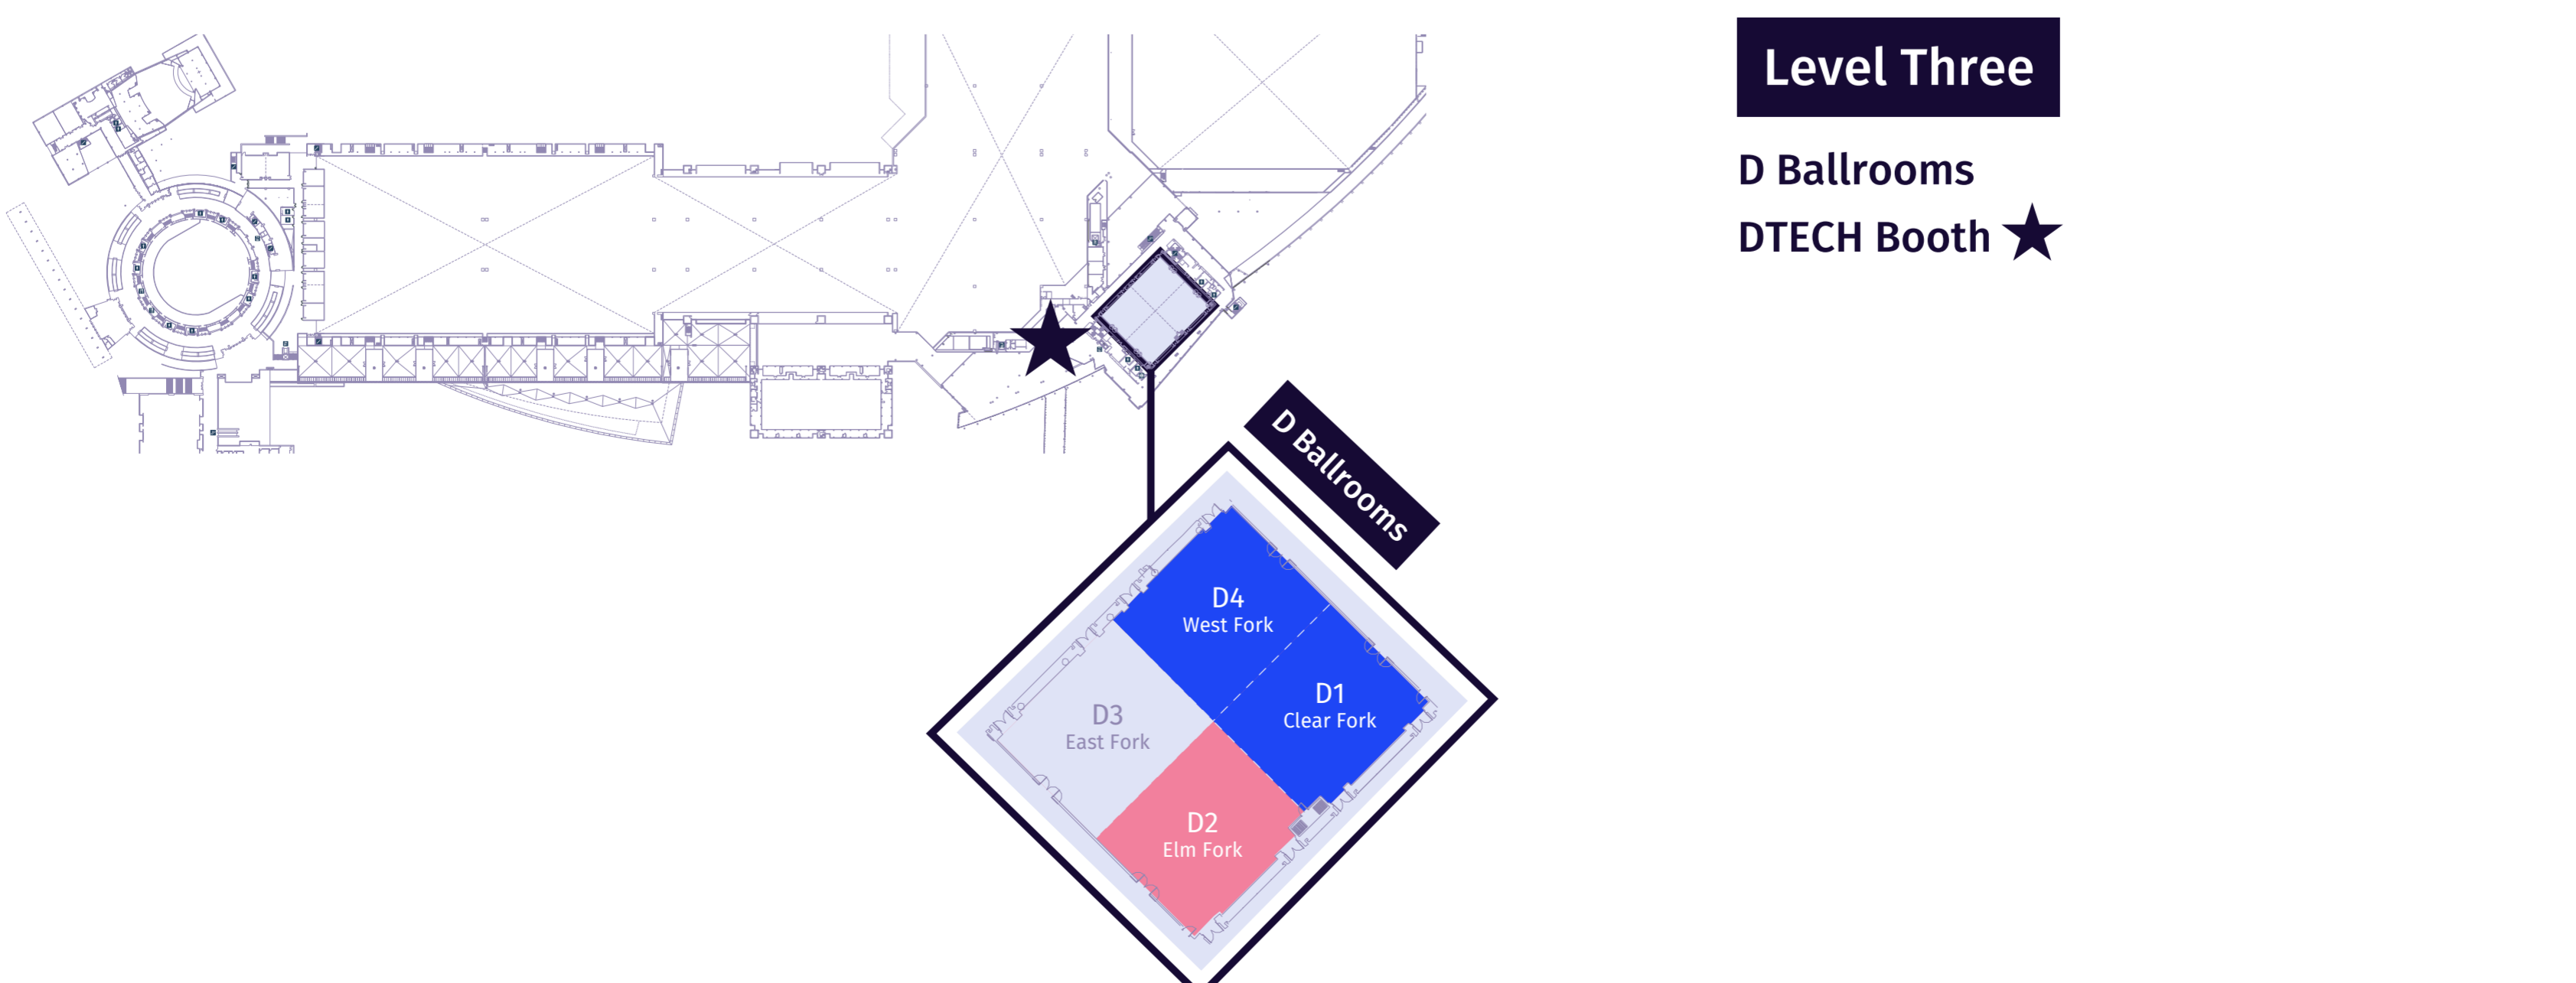 Level Three
D Ballrooms
DTECH Booth
D Ballrooms
D4
West Fork
D1
Clear Fork
D3
East Fork
D2
Elm Fork